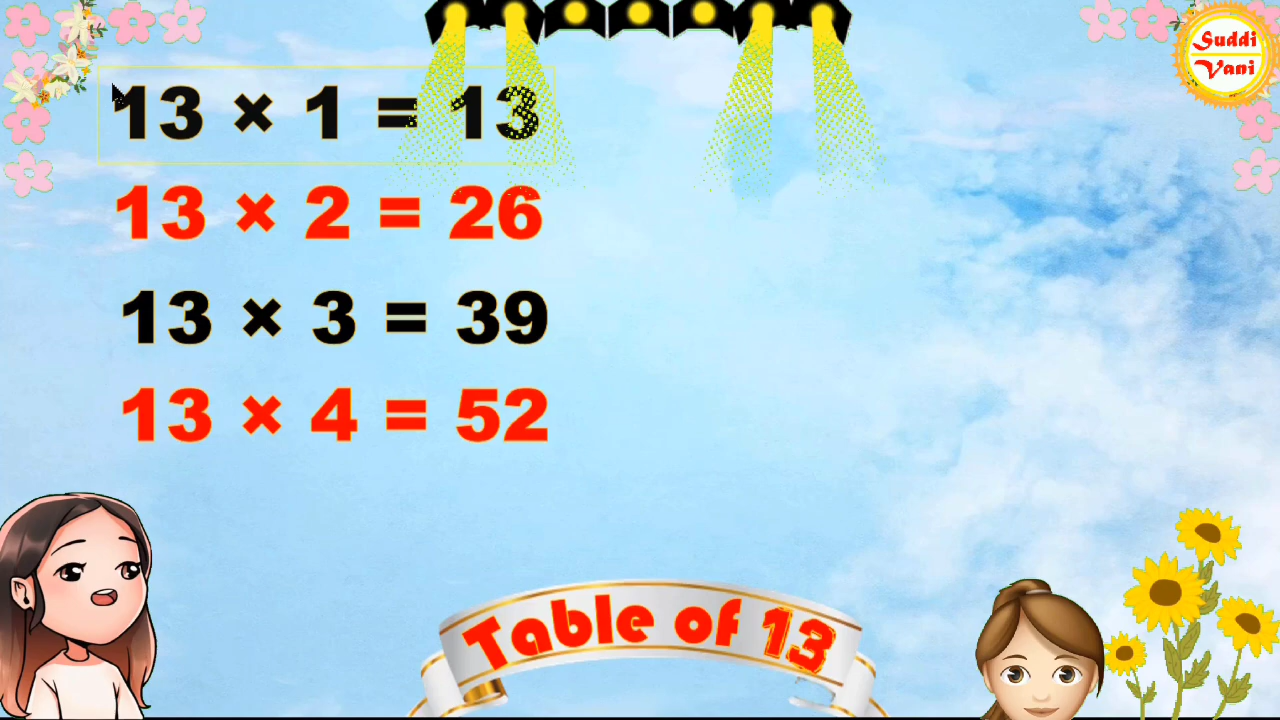 13 × 1 = 13
13 × 2 = 26
13 × 3 = 39
13 × 4 = 52
Table of 13
Suddi
Vani